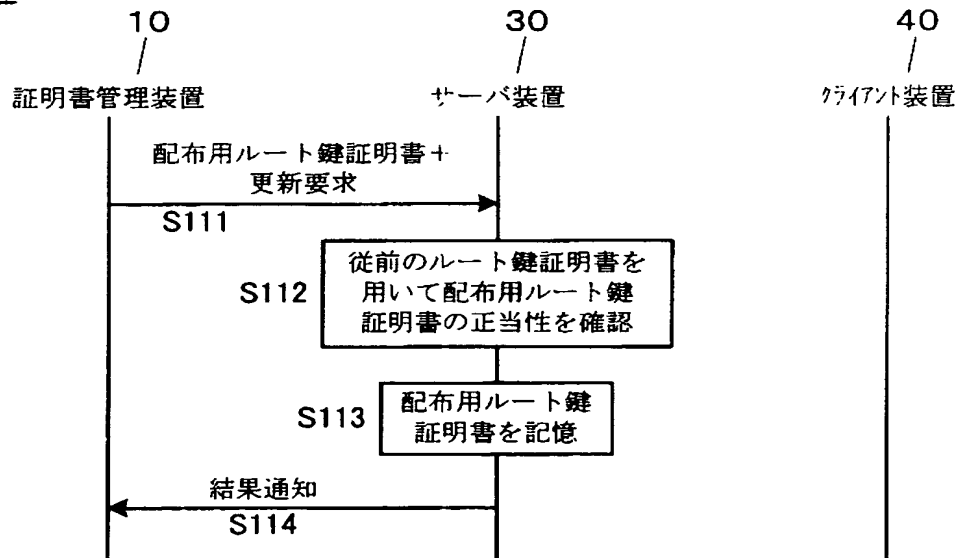 10
30
40
証明書管理装置
サーバ装置
クライアント装置
配布用ルート鍵証明書+
更新要求
S111
従前のルート鍵証明書を
用いて配布用ルート鍵
証明書の正当性を確認
S112
配布用ルート鍵
証明書を記憶
S113
結果通知
S114